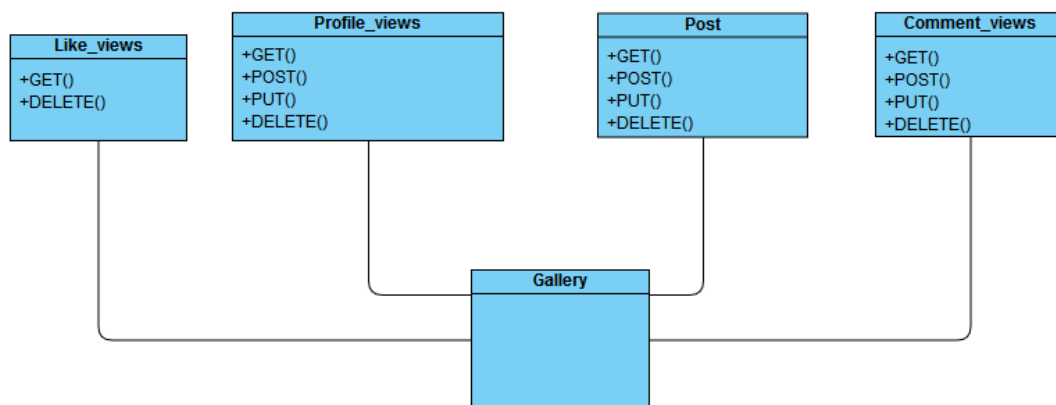 Like_views
+GET()
+DELETE()
Profile_views
+GET()
+POST()
+PUT()
+DELETE()
Post
+GET()
+POST()
+PUT()
+DELETE()
Comment_views
+GET()
+POST()
+PUT()
+DELETE()
Gallery